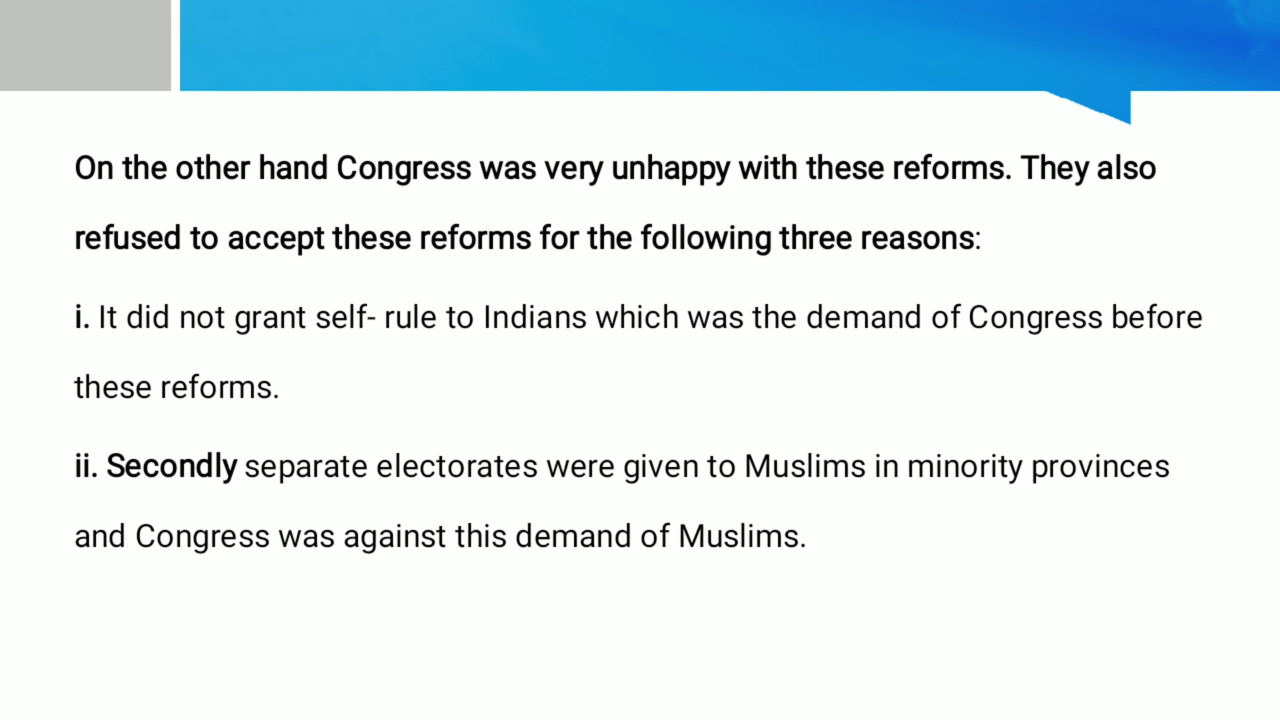 On the other hand Congress was very unhappy with these reforms. They also
refused to accept these reforms for the following three reasons:
i. It did not grant self- rule to Indians which was the demand of Congress before
these reforms.
ii. Secondly separate electorates were given to Muslims in minority provinces
and Congress was against this demand of Muslims.